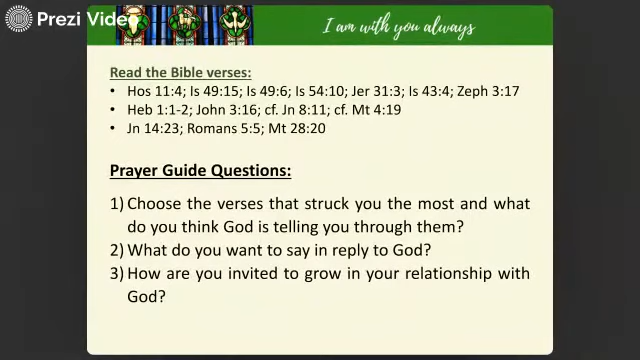 Prezi Video
I am with you always
Read the Bible verses:
• Hos 11:4; Is 49:15; Is 49:6; Is 54:10; Jer 31:3; Is 43:4; Zeph 3:17
• Heb 1:1-2; John 3:16; cf. Jn 8:11; cf. Mt 4:19
• Jn 14:23; Romans 5:5; Mt 28:20
Prayer Guide Questions:
1) Choose the verses that struck you the most and what
do you think God is telling you through them?
2) What do you want to say in reply to God?
3) How are you invited to grow in your relationship with
God?